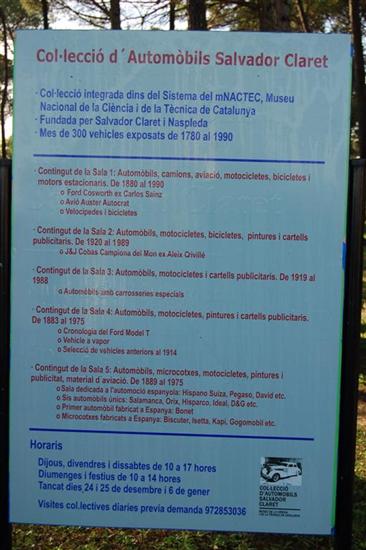 Col·lecció d´Automòbils Salvador Claret
· Col·lecció integrada dins del Sistema del mNACTEC, Museu
Nacional de la Ciència i de la Tècnica de Catalunya
· Fundada per Salvador Claret i Naspleda
· Mes de 300 vehicles exposats de 1780 al 1990
· Contingut de la Sala 1: Automòbils, camions, aviació, motocicletes, bicicletes i
motors estacionaris. De 1880 al 1990
o Ford Cosworth ex Carlos Sainz
o Avió Auster Autocrat
o Velocipedes i bicicletes
· Contingut de la Sala 2: Automòbils, motocicletes, bicicletes, pintures i cartells
publicitaris. De 1920 al 1989
o J&J Cobas Campiona del Mon ex Aleix Crivillé
· Contingut de la Sala 3: Automòbils, motocicletes i cartells publicitaris. De 1919 al
1988
o Automòbils amb carrosseries especials
· Contingut de la Sala 4: Automòbils, motocicletes, pintures i cartells publicitaris.
De 1883 al 1975
o Cronologia del Ford Model T
o Vehicle a vapor
o Selecció de vehicles anteriors al 1914
· Contingut de la Sala 5: Automòbils, microcotxes, motocicletes, pintures i
publicitat, material d´aviació. De 1889 al 1975
o Sala dedicada a l'automoció espanyola: Hispano Suiza, Pegaso, David etc.
o Sis automòbils únics: Salamanca, Orix, Hisparco, Ideal, D&G etc.
o Primer automòbil fabricat a Espanya: Bonet
o Microcotxes fabricats a Espanya: Biscuter, Isetta, Kapi, Gogomobil etc.
Horaris
Dijous, divendres i dissabtes de 10 a 17 hores
Diumenges i festius de 10 a 14 hores
Tancat dies 24 i 25 de desembre i 6 de gener
Visites col.lectives diaries previa demanda 972853036
COL·LECCIÓ
D'AUTOMÒBILS
SALVADOR
CLARET